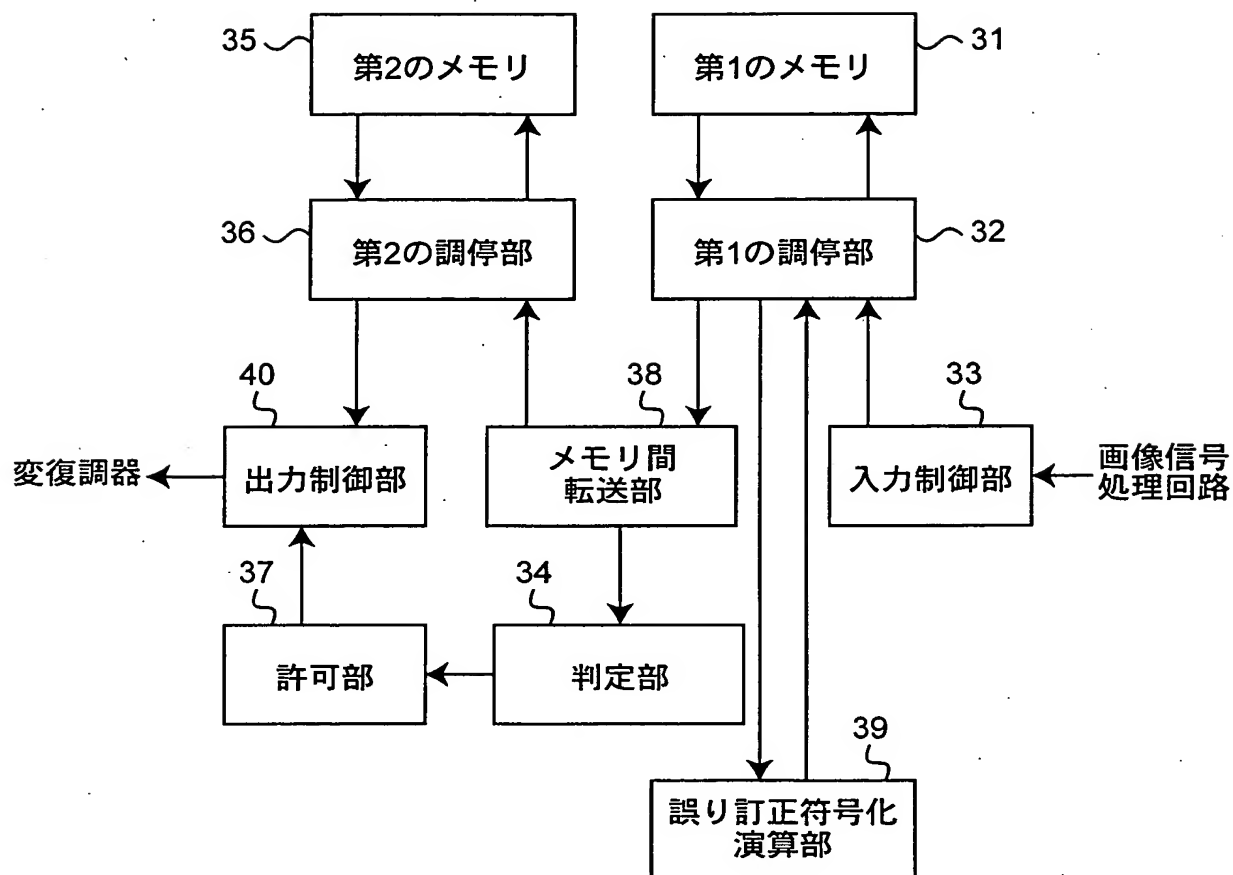 35
第2のメモリ
第1のメモリ
31
36
第2の調停部
第1の調停部
32
40
38
33
変復調器
出力制御部
メモリ間
転送部
入力制御部
画像信号
処理回路
37
34
許可部
判定部
39
誤り訂正符号化
演算部